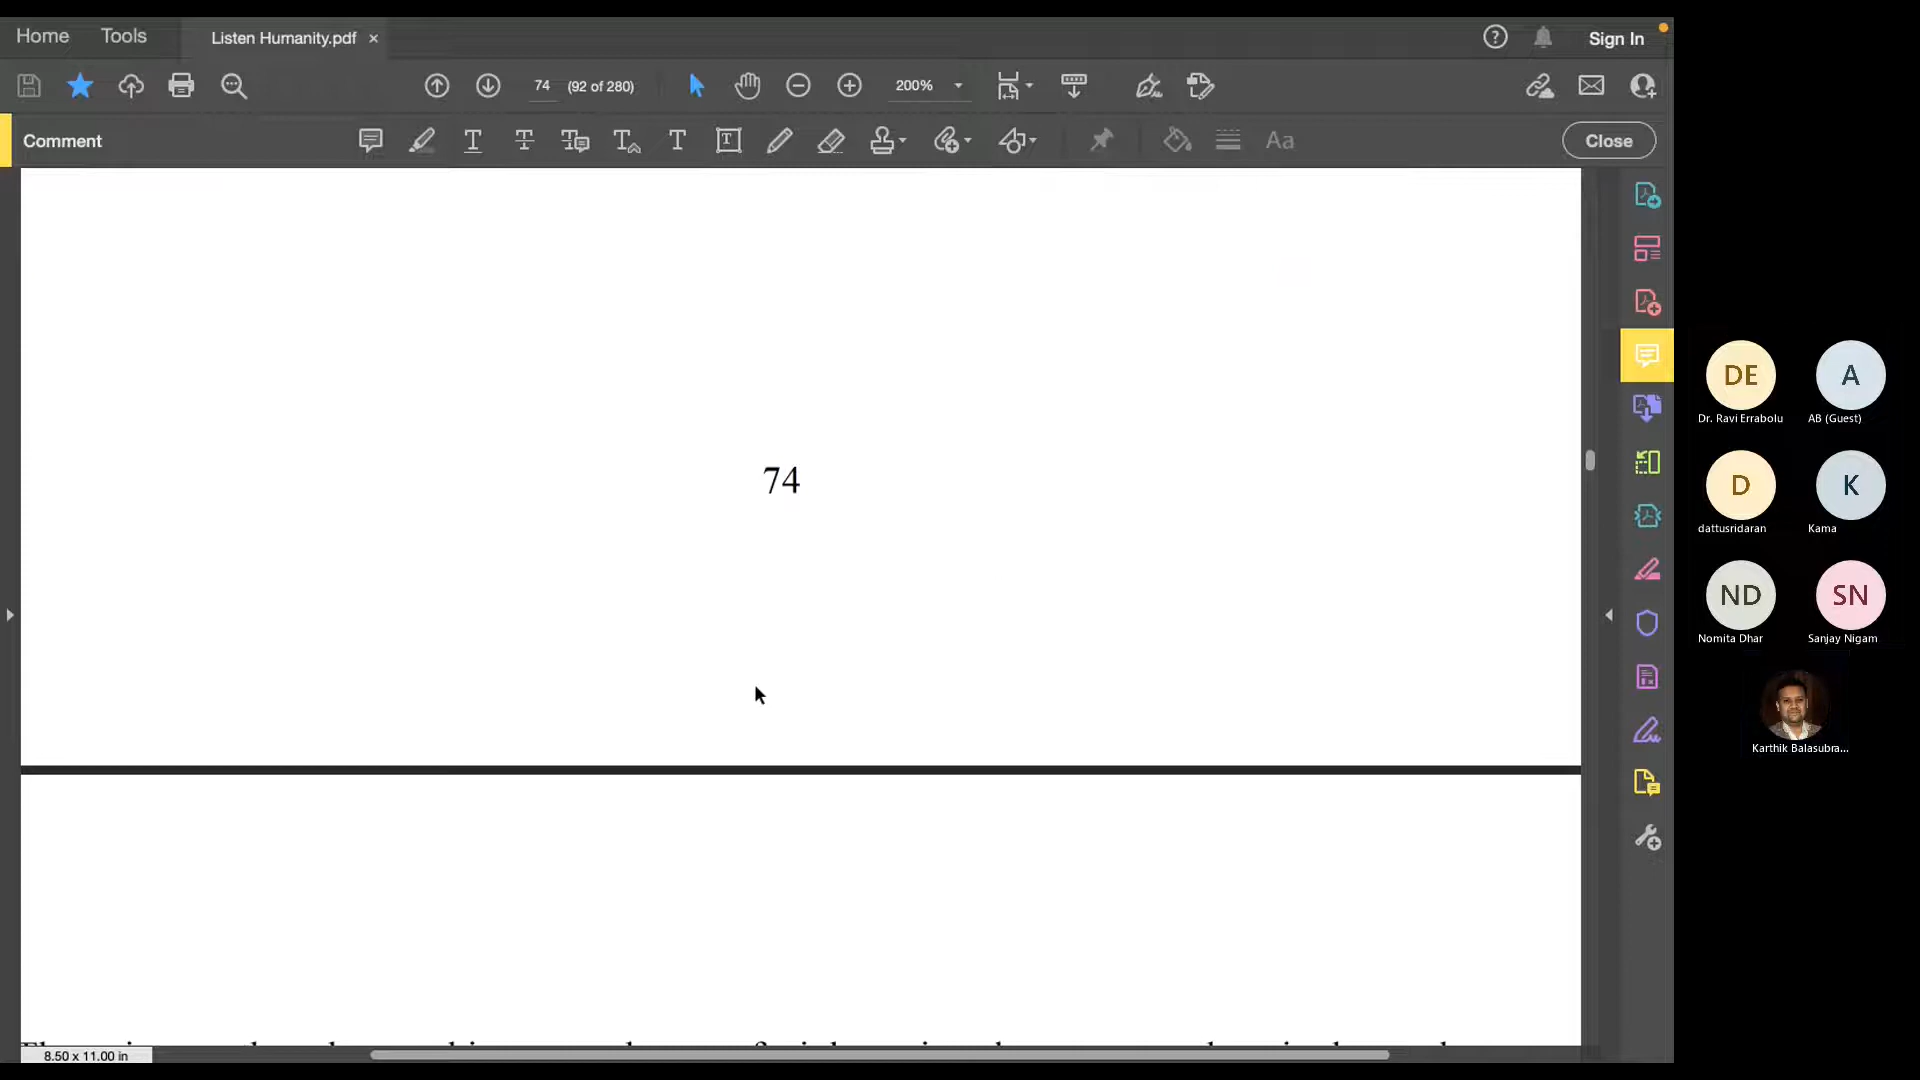 Home
Tools
Listen Humanity.pdf
×
Sign In
74
(92 of 280)
200%
Comment
Aa
Close
74
8.50 x 11.00 in
DE
Dr. Ravi Errabolu
A
AB (Guest)
D
dattusridaran
K
Kama
ND
Nomita Dhar
SN
Sanjay Nigam
Karthik Balasubra...